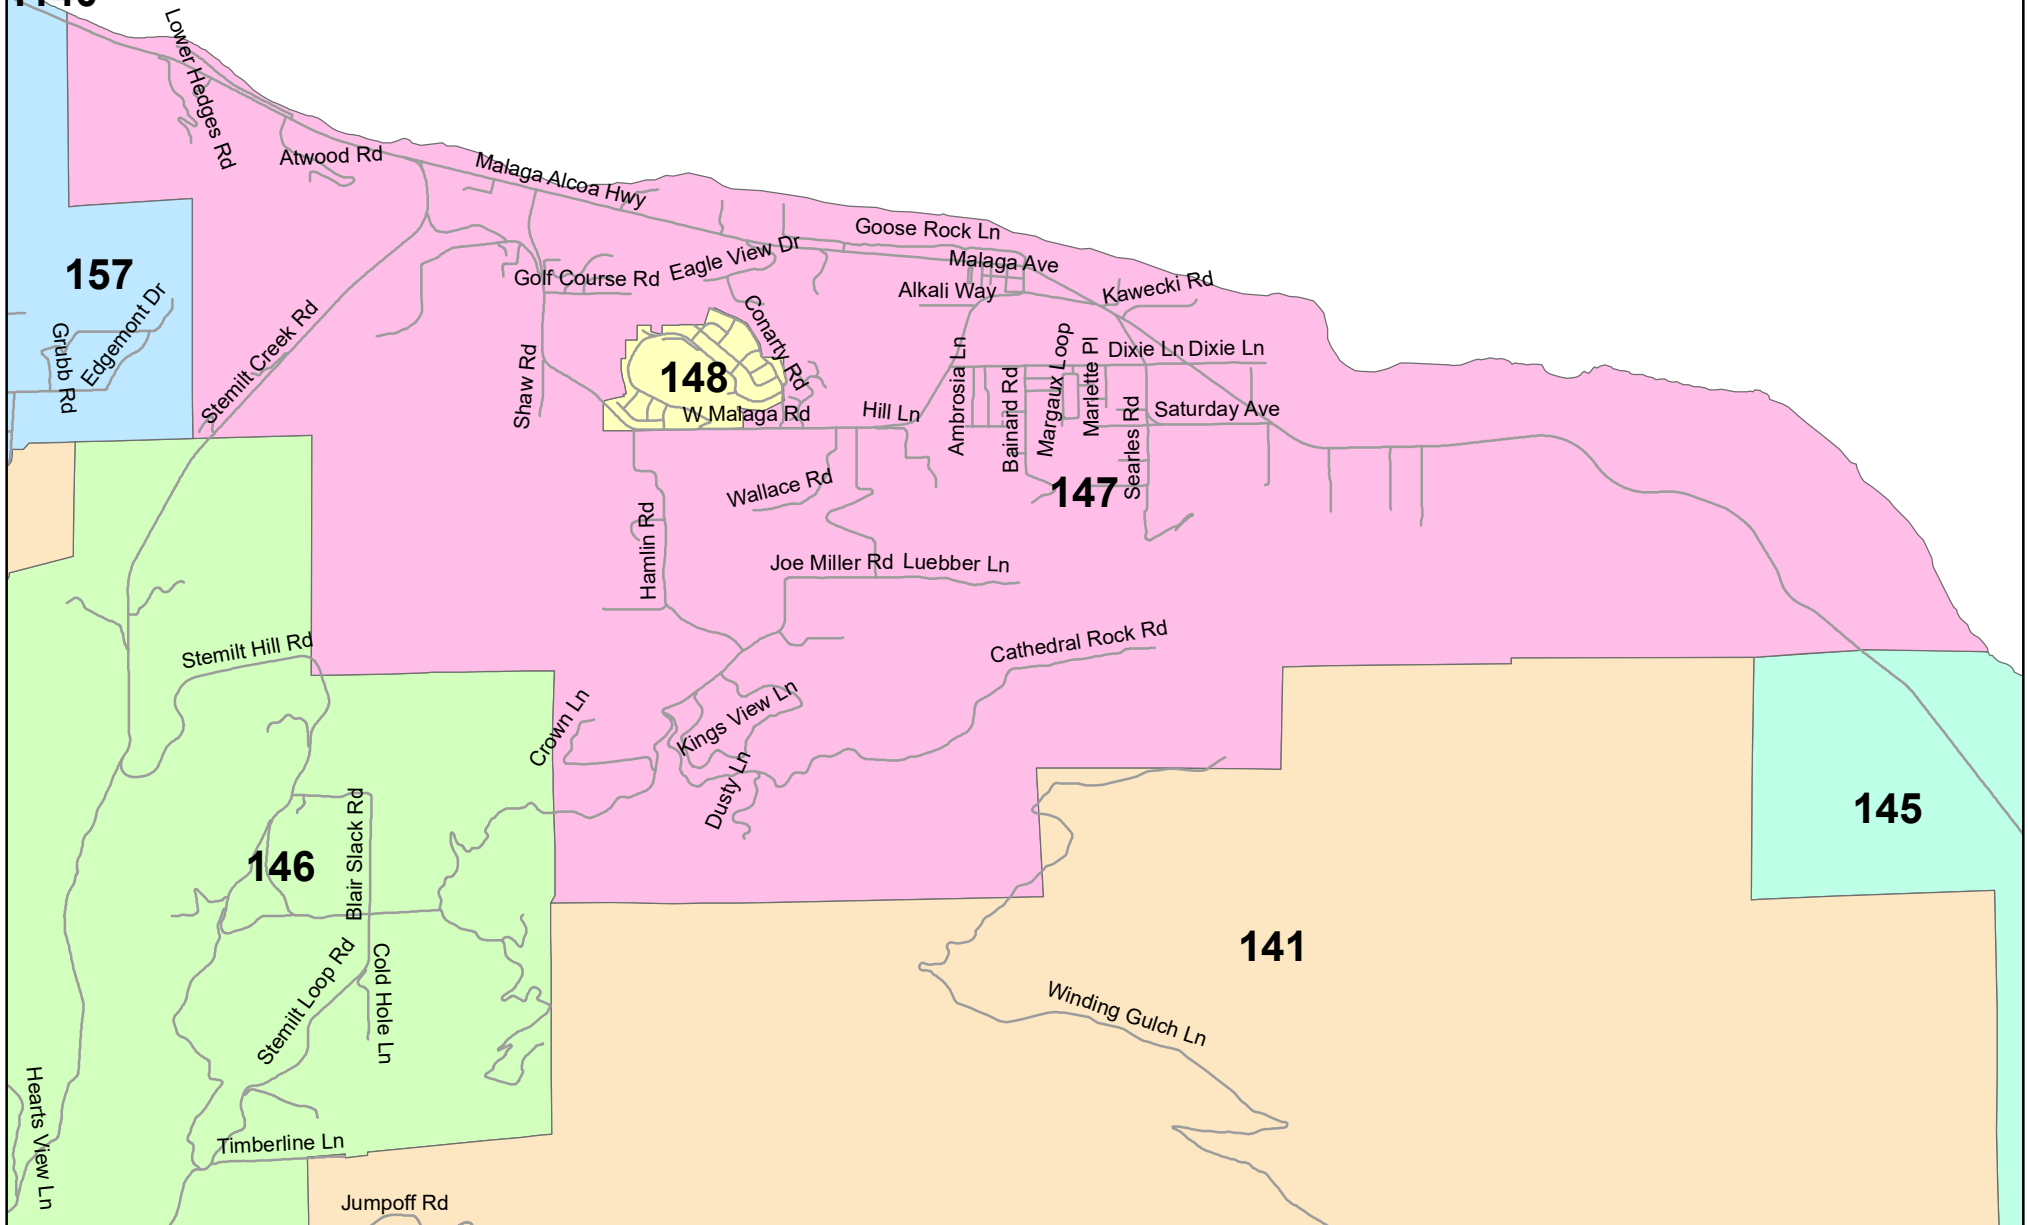 Lower Hedges Rd
Atwood Rd
Malaga Alcoa Hwy
Goose Rock Ln
Eagle View Dr
Malaga Ave
157
Golf Course Rd
Alkali Way
Kawecki Rd
Edgemont Dr
Grubb Rd
Stemilt Creek Rd
Shaw Rd
148
Conarty Rd
W Malaga Rd
Hill Ln
Ambrosia Ln
Bainard Rd
Margaux Loop
Marlette Pl
Dixie Ln
Dixie Ln
Searles Rd
Saturday Ave
147
Wallace Rd
Hamlin Rd
Joe Miller Rd
Luebber Ln
Stemilt Hill Rd
Cathedral Rock Rd
Crown Ln
Kings View Ln
Dusty Ln
145
146
Blair Slack Rd
141
Stemilt Loop Rd
Cold Hole Ln
Winding Gulch Ln
Hearts View Ln
Timberline Ln
Jumpoff Rd